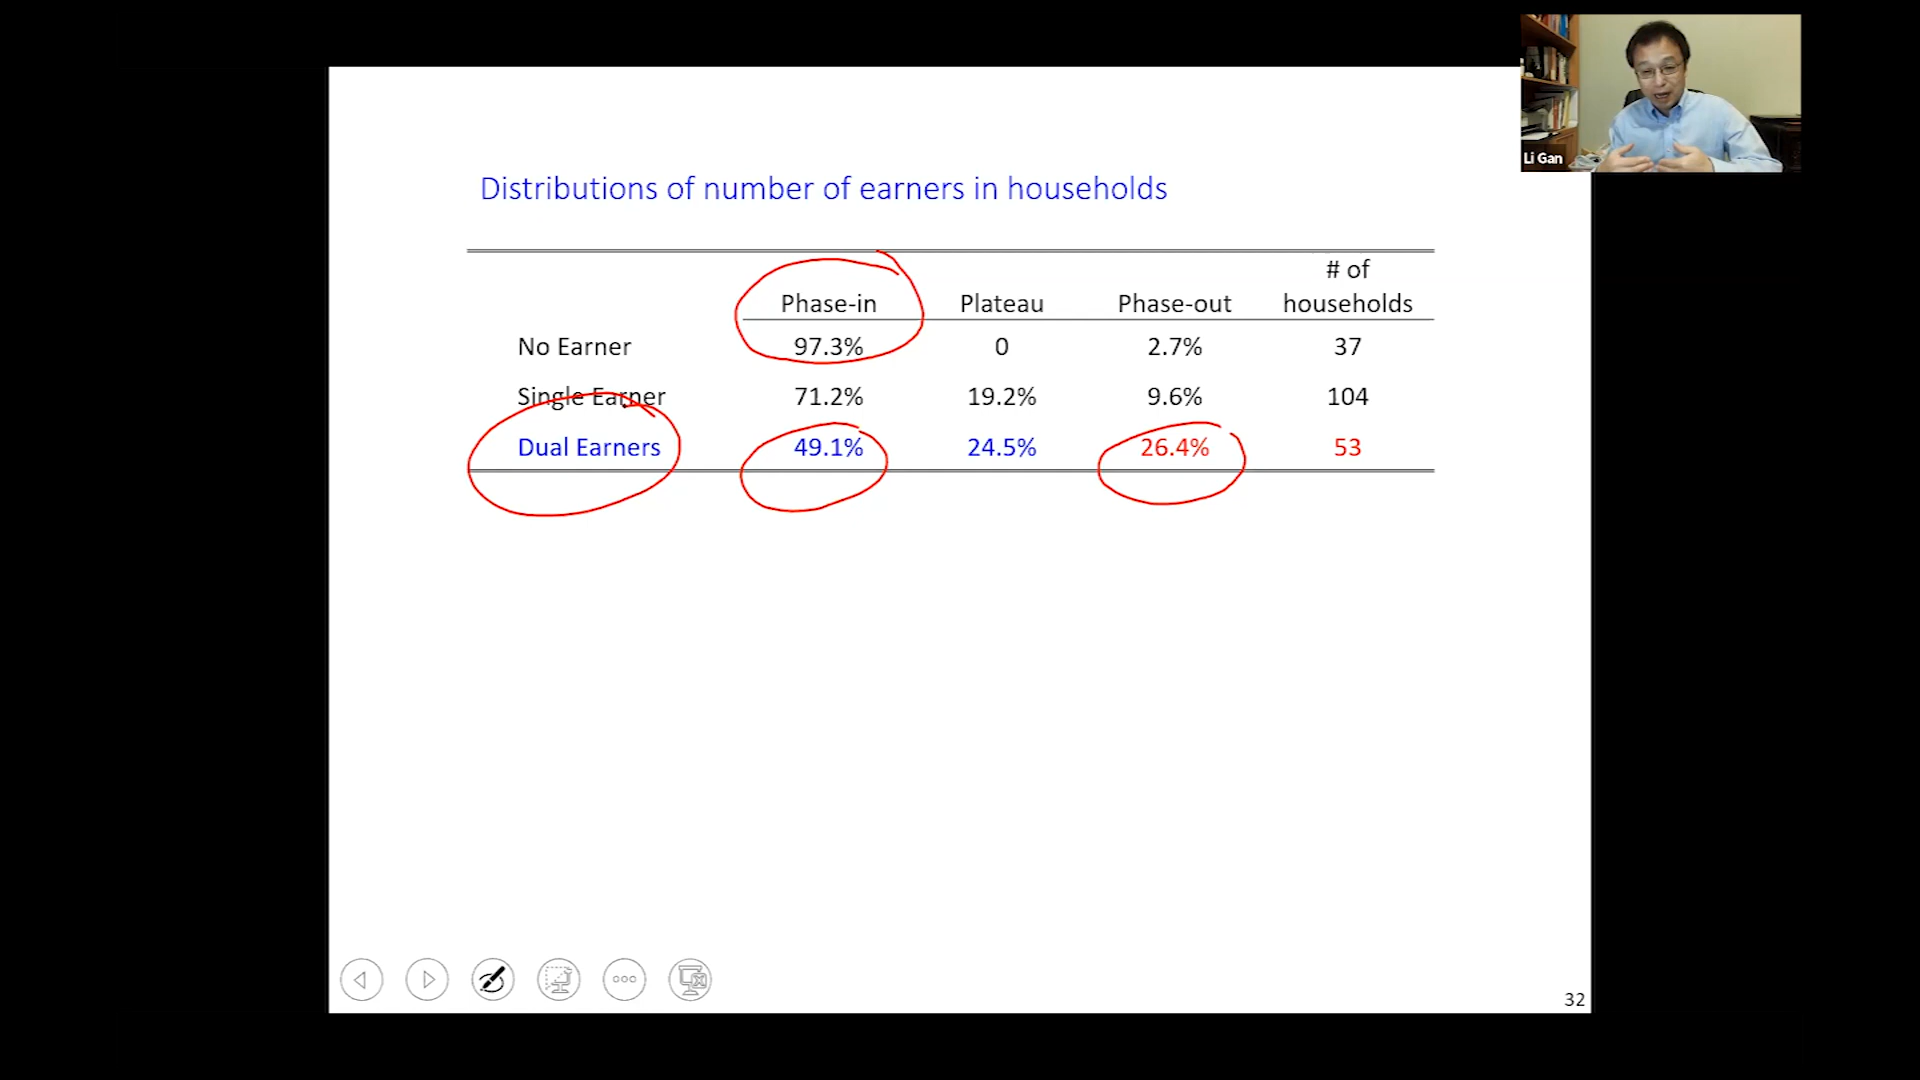 Li Gan
Distributions of number of earners in households
# of
Phase-in Plateau Phase-out households
No Earner 97.3% 0 2.7% 37
Single Earner 71.2% 19.2% 9.6% 104
Dual Earners 49.1% 24.5% 26.4% 53
32